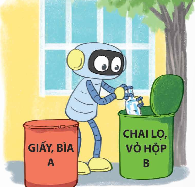 GIẤY, BÌA
A
CHAI LỌ,
VỎ HỘP
B